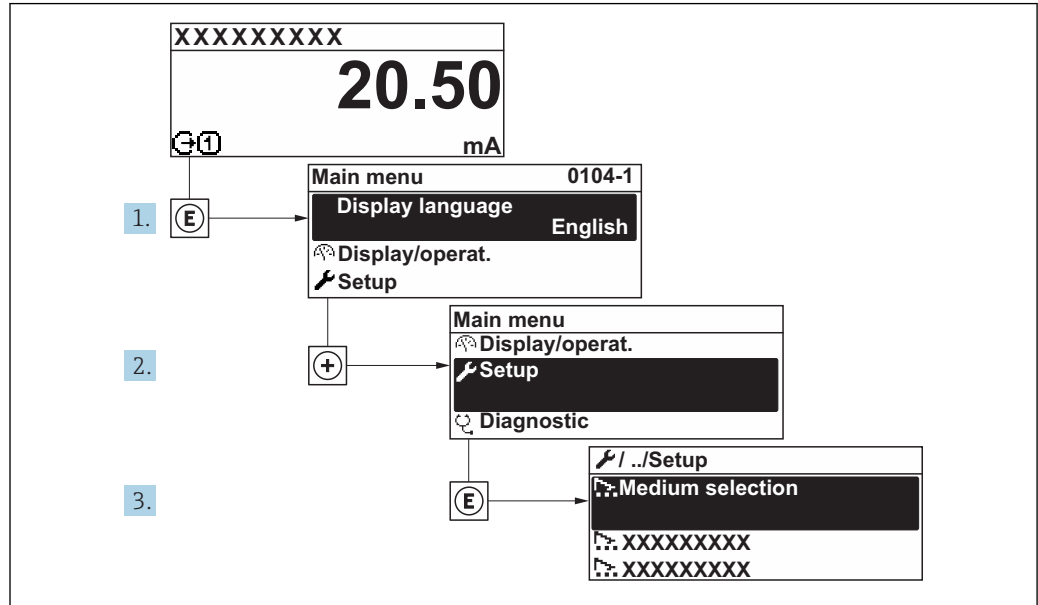 XXXXXXXXX
20.50
mA
1
1.
E
Main menu 0104-1
Display language
English
Display/operat.
Setup
2.
+
Main menu
Display/operat.
Setup
Diagnostic
3.
E
/ ../Setup
Medium selection
XXXXXXXXX
XXXXXXXXX